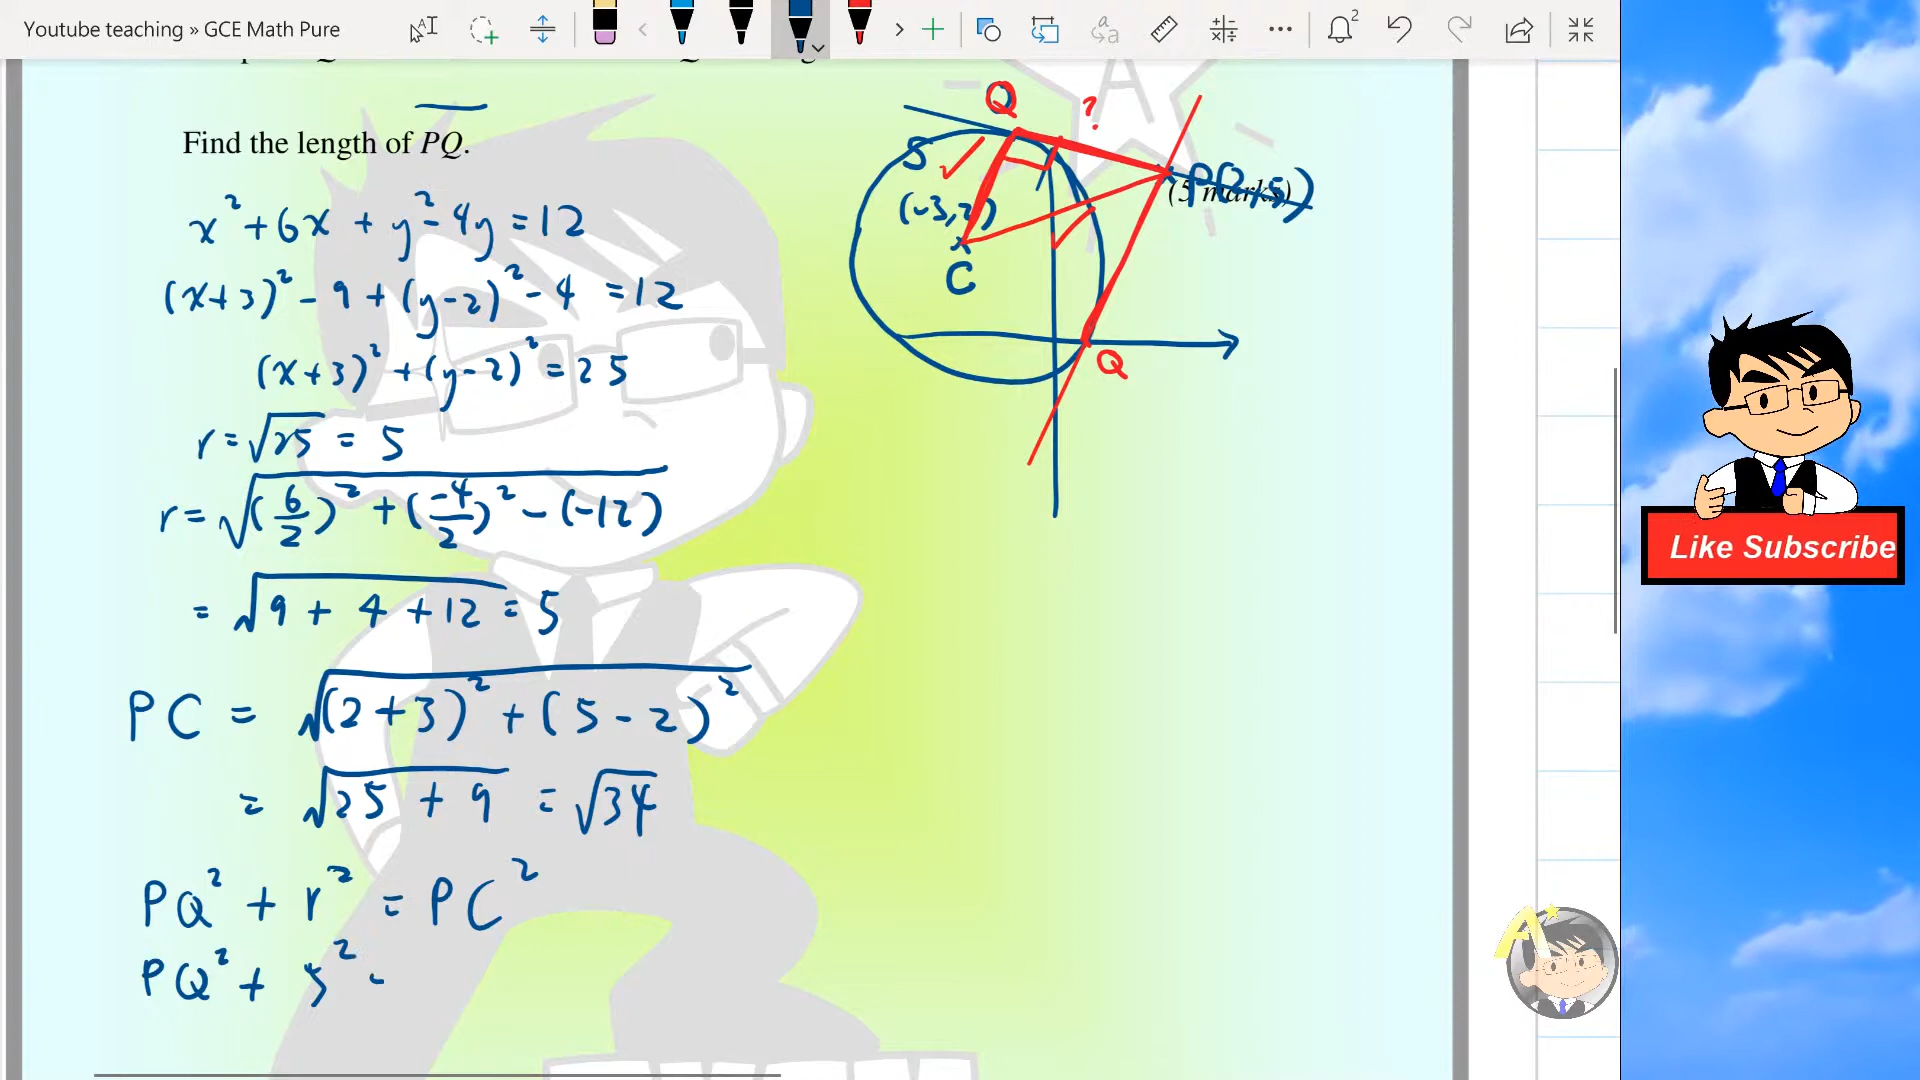 Youtube teaching » GCE Math Pure
2
Find the length of PQ.
(5 marks)
x² + 6x + y² - 4y = 12
(x+3)² - 9 + (y-2)² - 4 = 12
(x+3)² + (y-2)² = 25
r = √25 = 5
r = √((6/2)² + (-4/2)² - (-12))
= √(9 + 4 + 12) = 5
PC = √((2+3)² + (5-2)²)
= √(25 + 9) = √34
PQ² + r² = PC²
PQ² + 5² -
Q
?
5
(-3,2)
P(2,5)
C
Q
Like Subscribe
A